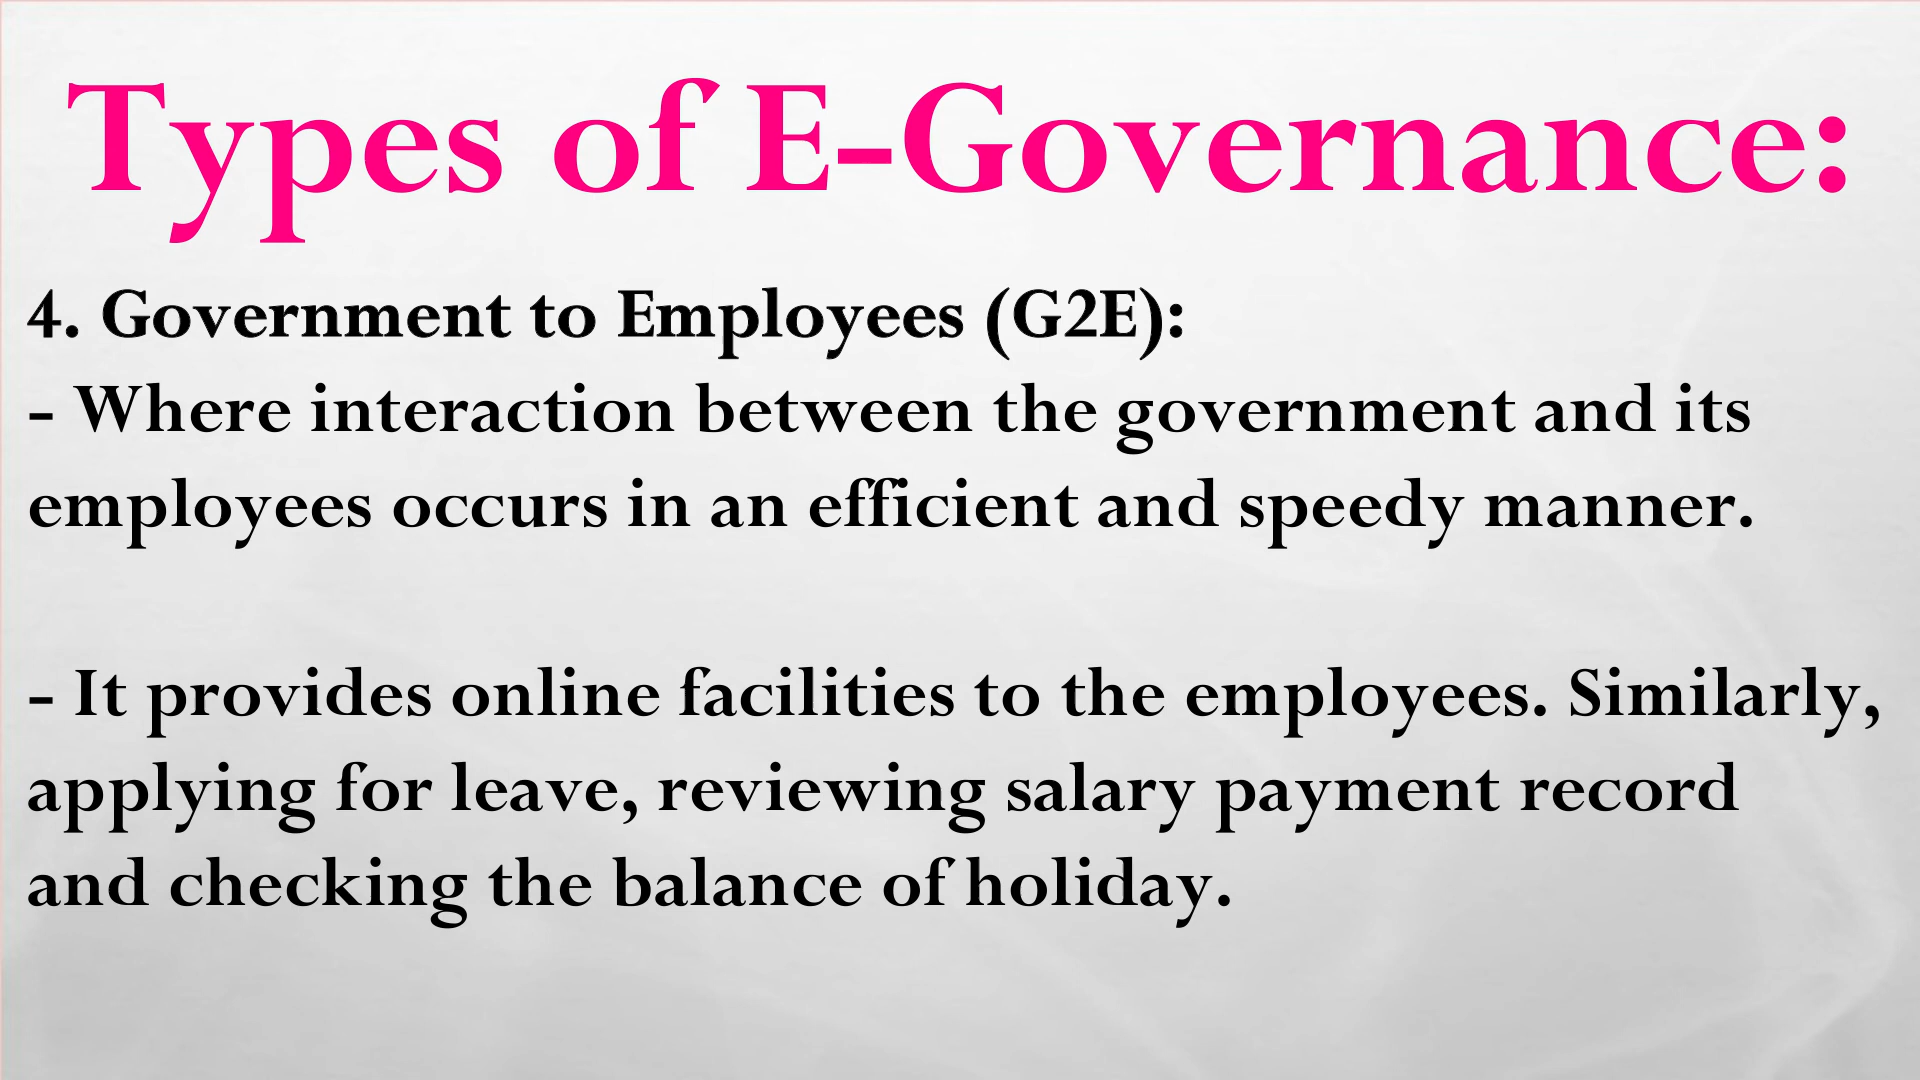 Types of E-Governance:
4. Government to Employees (G2E):
- Where interaction between the government and its
employees occurs in an efficient and speedy manner.
- It provides online facilities to the employees. Similarly,
applying for leave, reviewing salary payment record
and checking the balance of holiday.